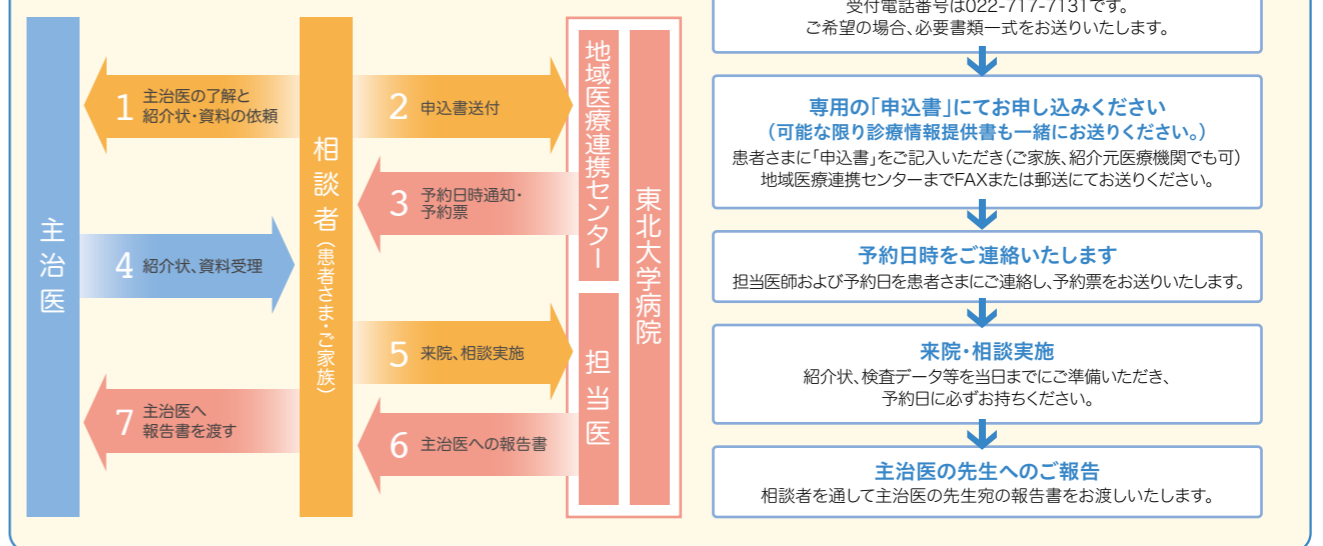 主治医
1 主治医の了解と
紹介状・資料の依頼
4 紹介状、資料受理
7 主治医へ
報告書を渡す
相談者(患者さま・ご家族)
2 申込書送付
3 予約日時通知・
予約票
5 来院、相談実施
6 主治医への報告書
地域医療連携センター
担当医
東北大学病院
受付電話番号は022-717-7131です。
ご希望の場合、必要書類一式をお送りいたします。
専用の「申込書」にてお申し込みください
(可能な限り診療情報提供書も一緒にお送りください。)
患者さまに「申込書」をご記入いただき(ご家族、紹介元医療機関でも可)
地域医療連携センターまでFAXまたは郵送にてお送りください。
予約日時をご連絡いたします
担当医師および予約日を患者さまにご連絡し、予約票をお送りいたします。
来院・相談実施
紹介状、検査データ等を当日までにご準備いただき、
予約日に必ずお持ちください。
主治医の先生へのご報告
相談者を通して主治医の先生宛の報告書をお渡しいたします。